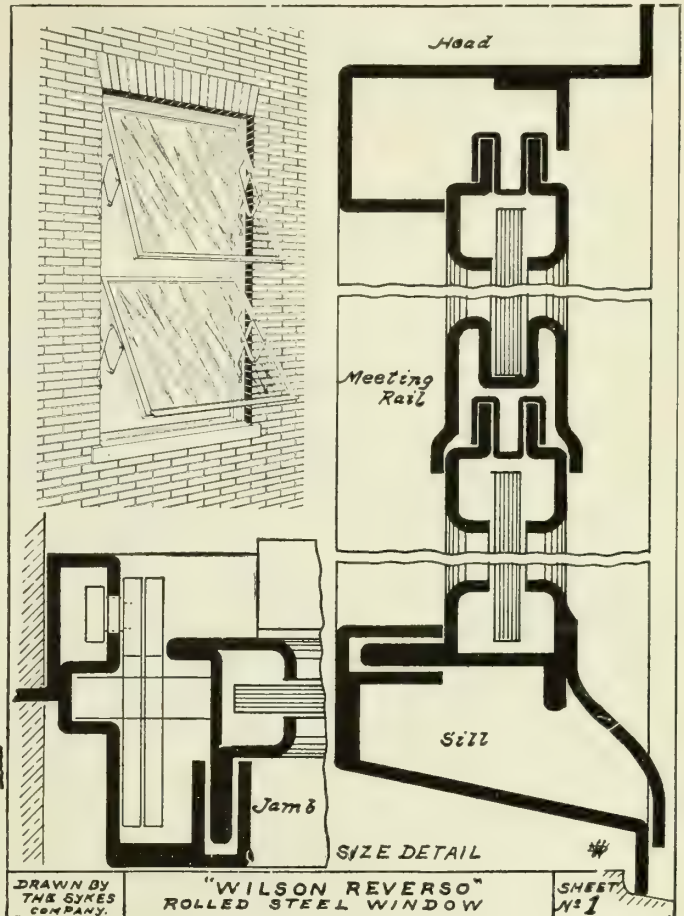 Head
Meeting
Rail
Sill
Jamb
SIZE DETAIL
DRAWN BY
THE SYKES
COMPANY.
"WILSON REVERSO"
ROLLED STEEL WINDOW
SHEET
Nº 1